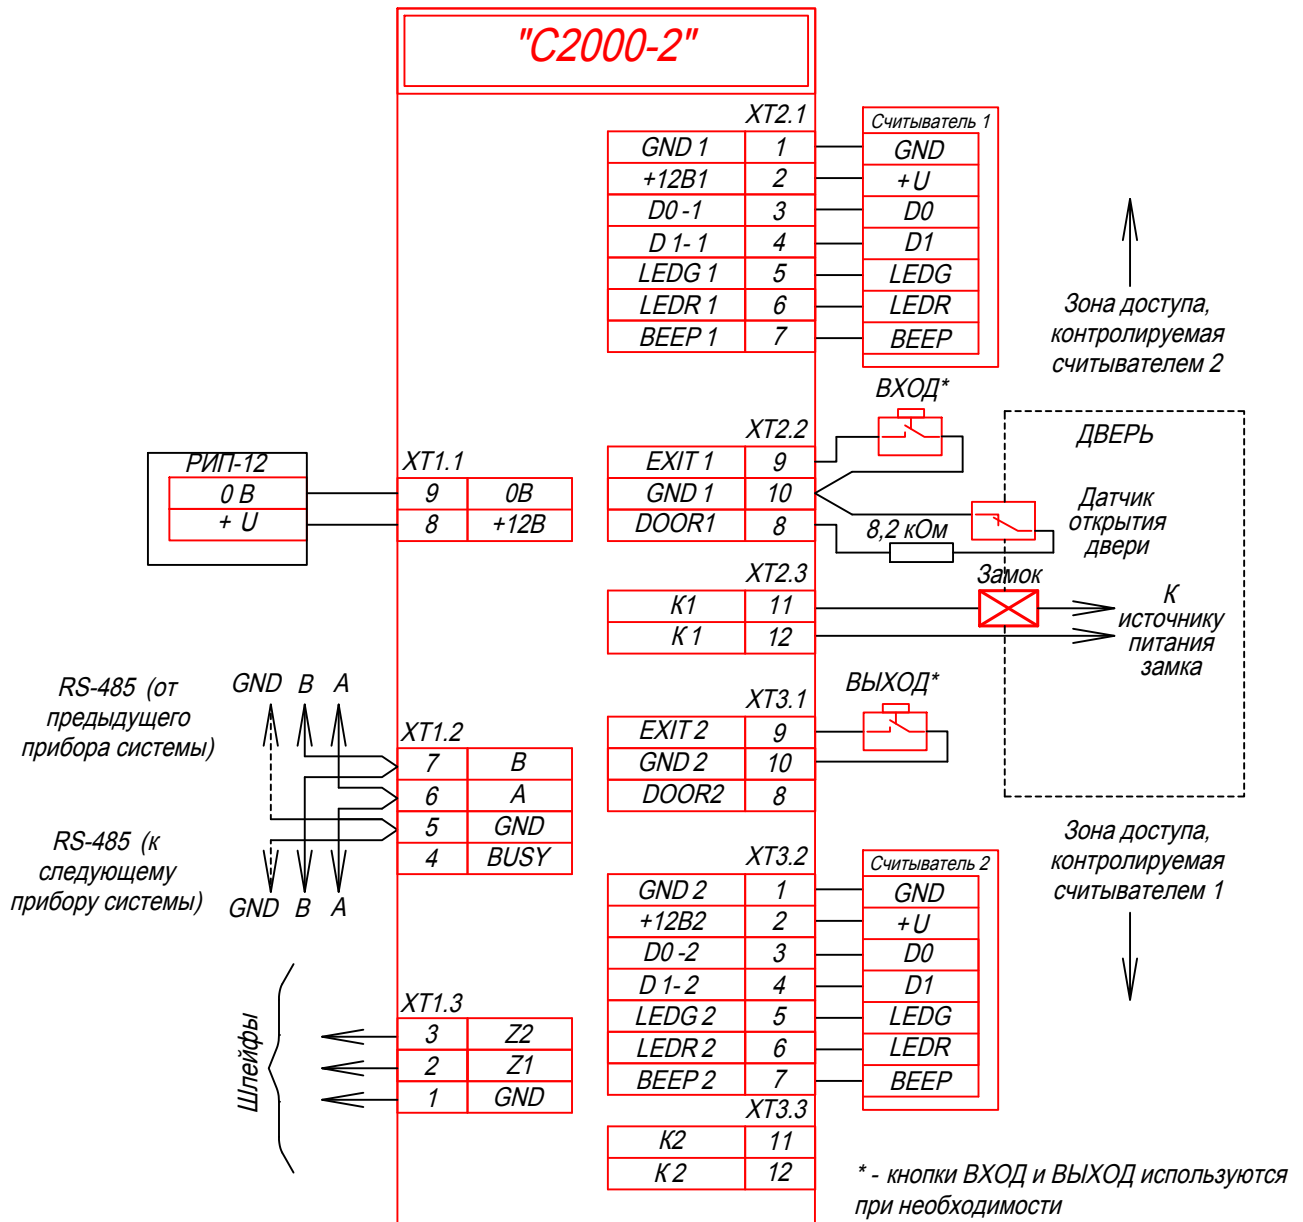 "С2000-2"
XT2.1
GND 1 1
+12В1 2
D0 -1 3
D 1- 1 4
LEDG 1 5
LEDR 1 6
BEEP 1 7
Считыватель 1
GND
+U
D0
D1
LEDG
LEDR
BEEP
Зона доступа,
контролируемая
считывателем 2
ВХОД*
XT2.2
EXIT 1 9
GND 1 10
DOOR1 8
8,2 кОм
ДВЕРЬ
Датчик
открытия
двери
РИП-12
0 В
+ U
XT1.1
9 0В
8 +12В
XT2.3
К1 11
К 1 12
Замок
К
источнику
питания
замка
RS-485 (от
предыдущего
прибора системы)
GND B A
XT1.2
7 B
6 A
5 GND
4 BUSY
RS-485 (к
следующему
прибору системы)
GND B A
ВЫХОД*
XT3.1
EXIT 2 9
GND 2 10
DOOR2 8
Зона доступа,
контролируемая
считывателем 1
XT3.2
GND 2 1
+12В2 2
D0 -2 3
D 1- 2 4
LEDG 2 5
LEDR 2 6
BEEP 2 7
Считыватель 2
GND
+U
D0
D1
LEDG
LEDR
BEEP
Шлейфы
XT1.3
3 Z2
2 Z1
1 GND
XT3.3
К2 11
К 2 12
* - кнопки ВХОД и ВЫХОД используются
при необходимости